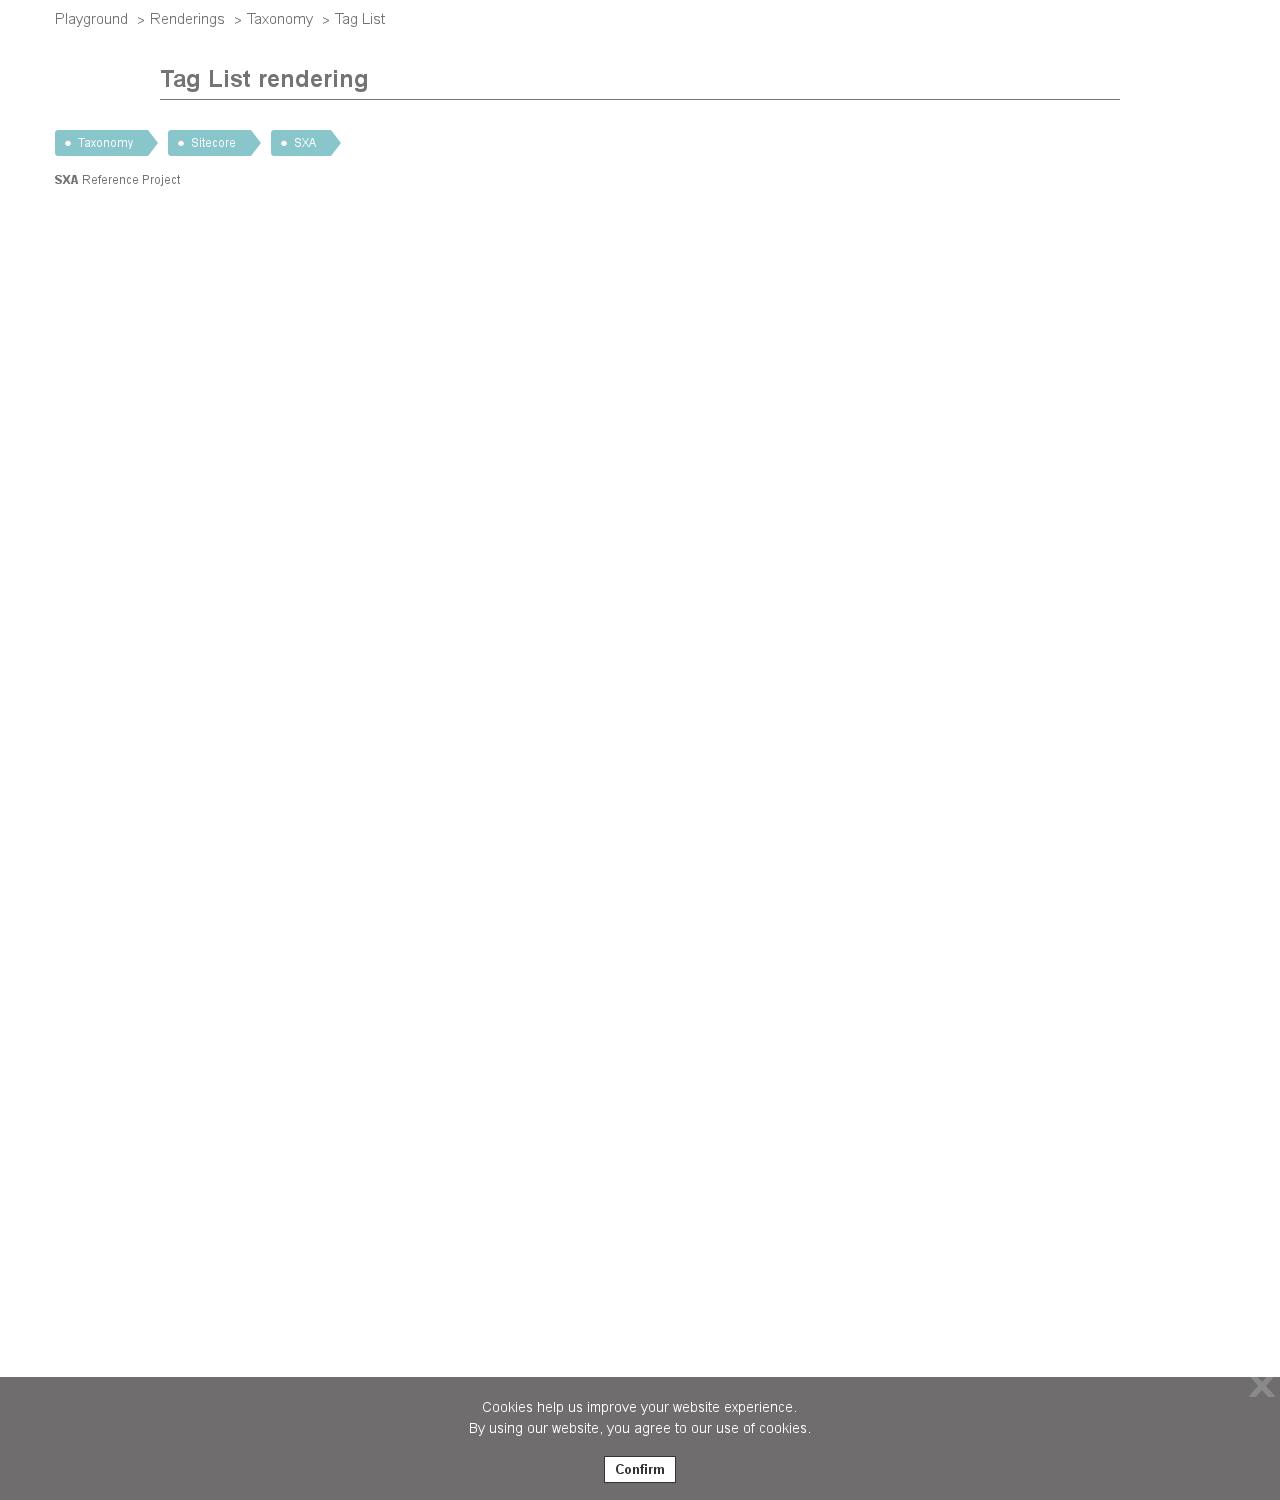 Playground > Renderings > Taxonomy > Tag List
Tag List rendering
Taxonomy Sitecore SXA
SXA Reference Project
X
Cookies help us improve your website experience.
By using our website, you agree to our use of cookies.
Confirm